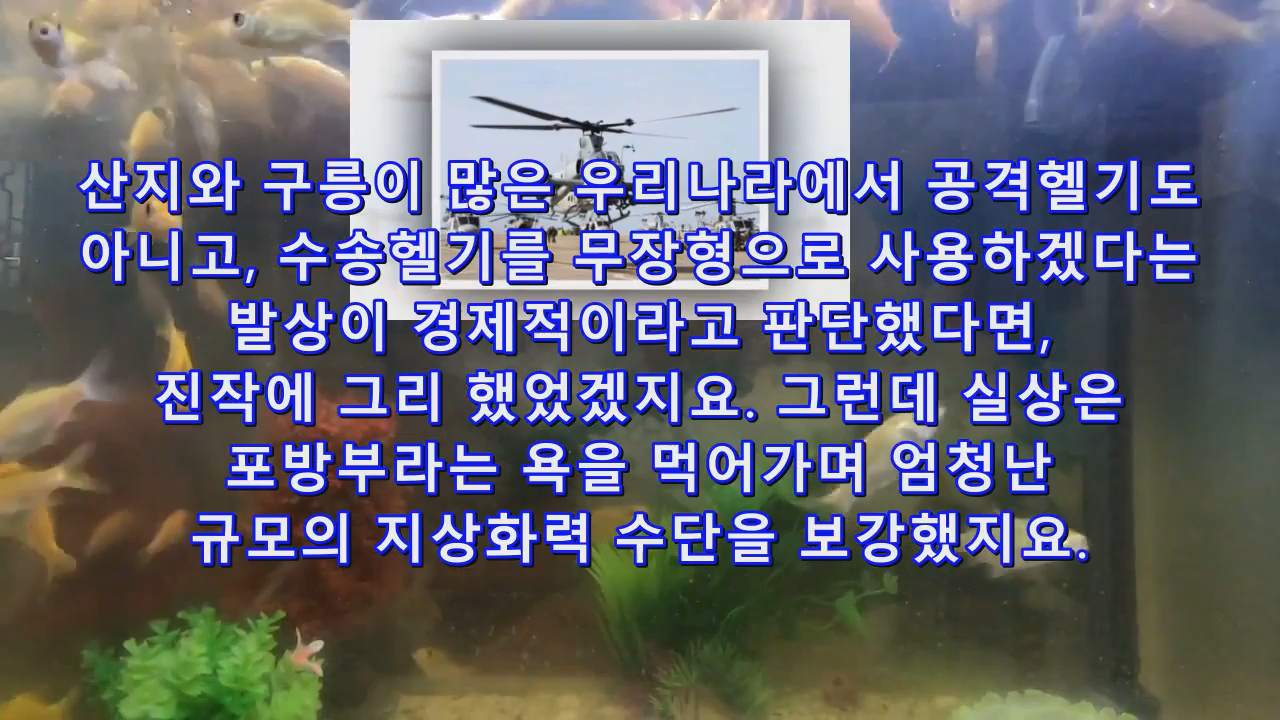 산지와 구릉이 많은 우리나라에서 공격헬기도
아니고, 수송헬기를 무장형으로 사용하겠다는
발상이 경제적이라고 판단했다면,
진작에 그리 했었겠지요. 그런데 실상은
포방부라는 욕을 먹어가며 엄청난
규모의 지상화력 수단을 보강했지요.